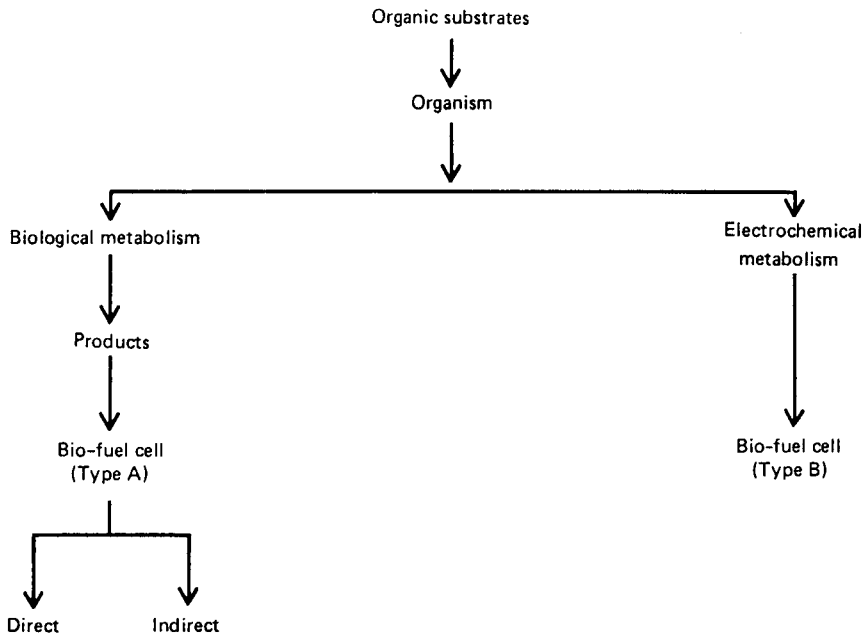 Organic substrates
Organism
Biological metabolism
Electrochemical
metabolism
Products
Bio-fuel cell
(Type A)
Bio-fuel cell
(Type B)
Direct
Indirect